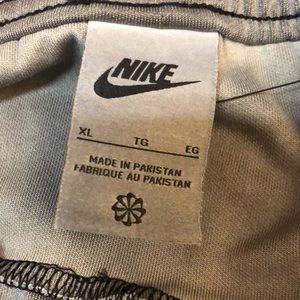 NIKE
XL TG EG
MADE IN PAKISTAN
FABRIQUE AU PAKISTAN